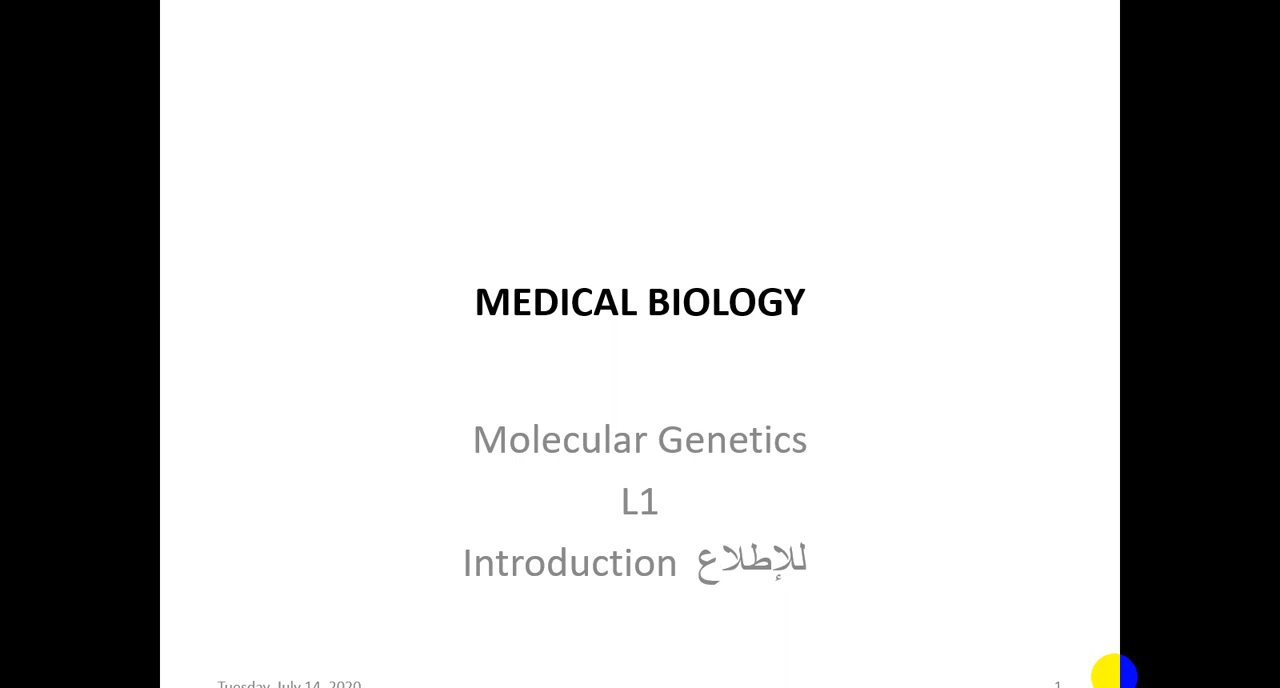 MEDICAL BIOLOGY
Molecular Genetics
L1
Introduction للإطلاع
Tuesday, July 14, 2020
1